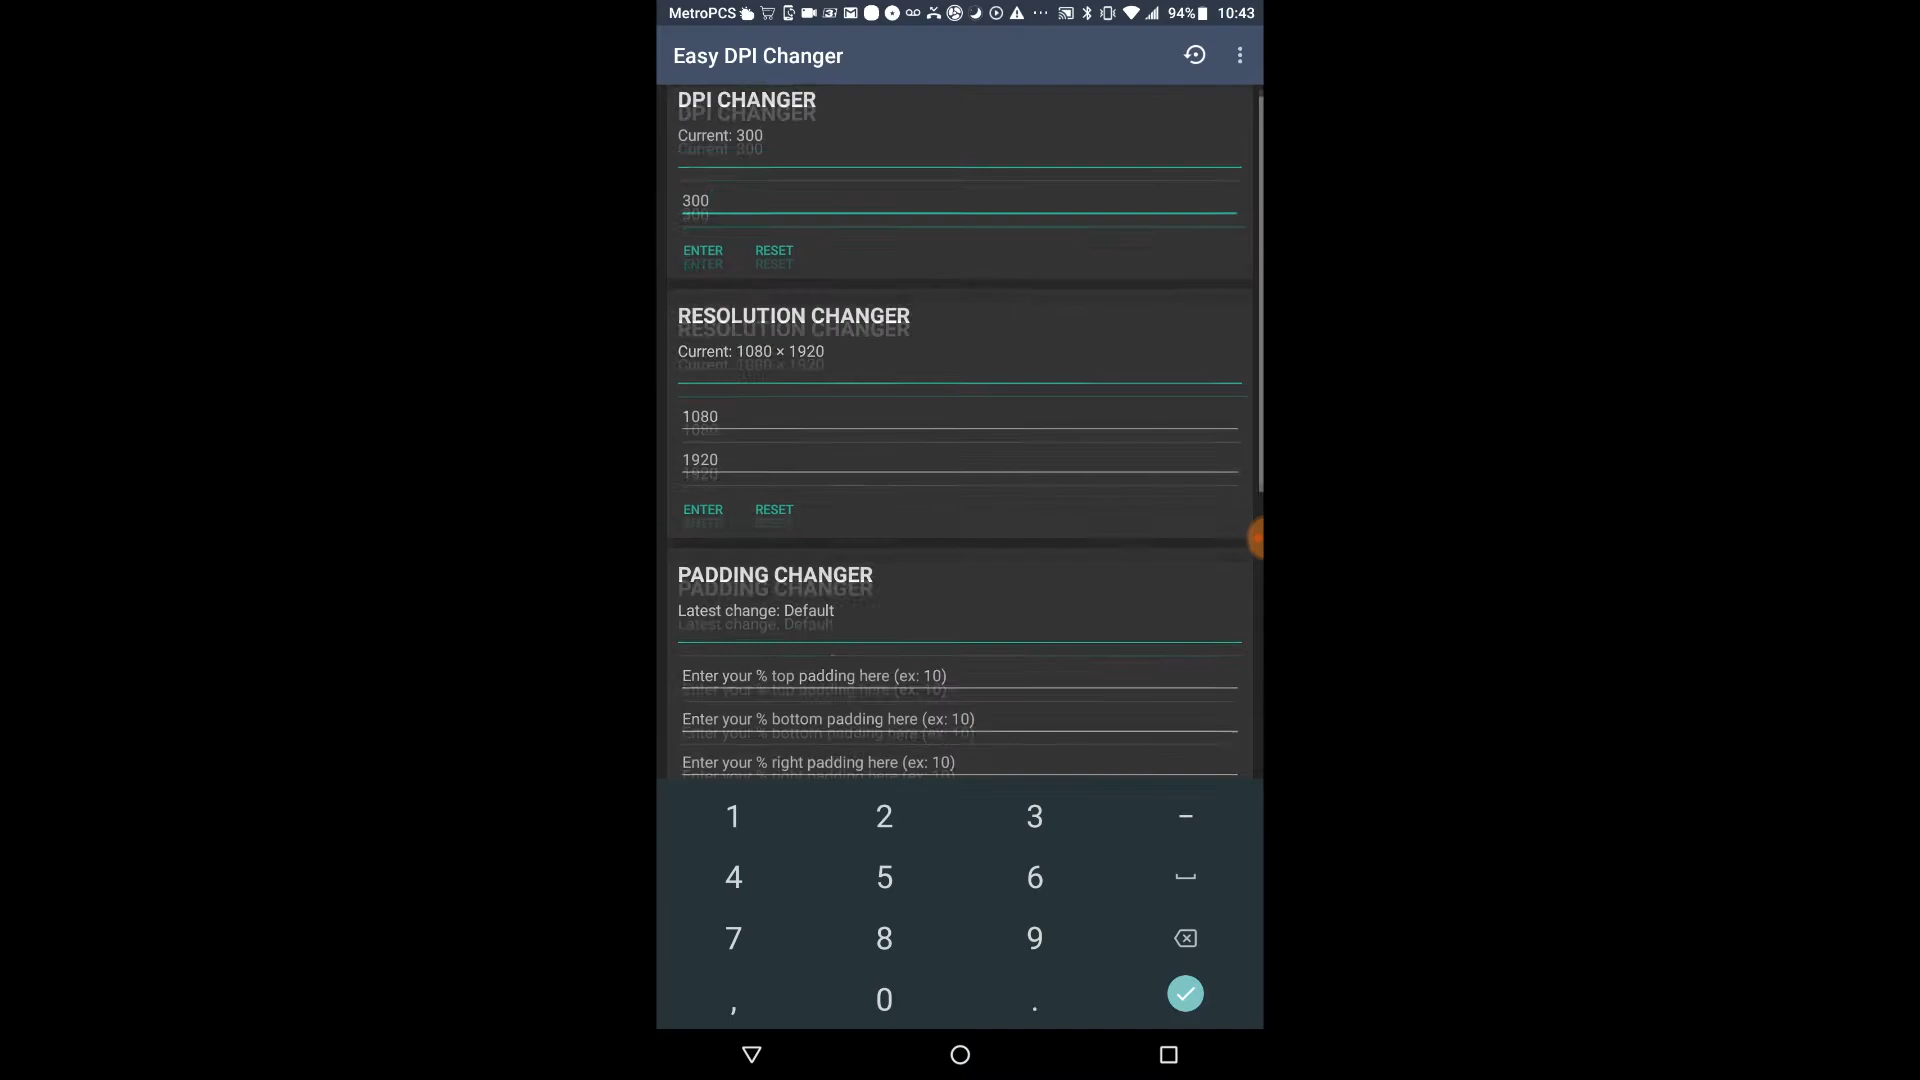 MetroPCS 94% 10:43
Easy DPI Changer
DPI CHANGER
Current: 300
300
ENTER RESET
RESOLUTION CHANGER
Current: 1080 × 1920
1080
1920
ENTER RESET
PADDING CHANGER
Latest change: Default
Enter your % top padding here (ex: 10)
Enter your % bottom padding here (ex: 10)
Enter your % right padding here (ex: 10)
1 2 3 –
4 5 6
7 8 9
, 0 .